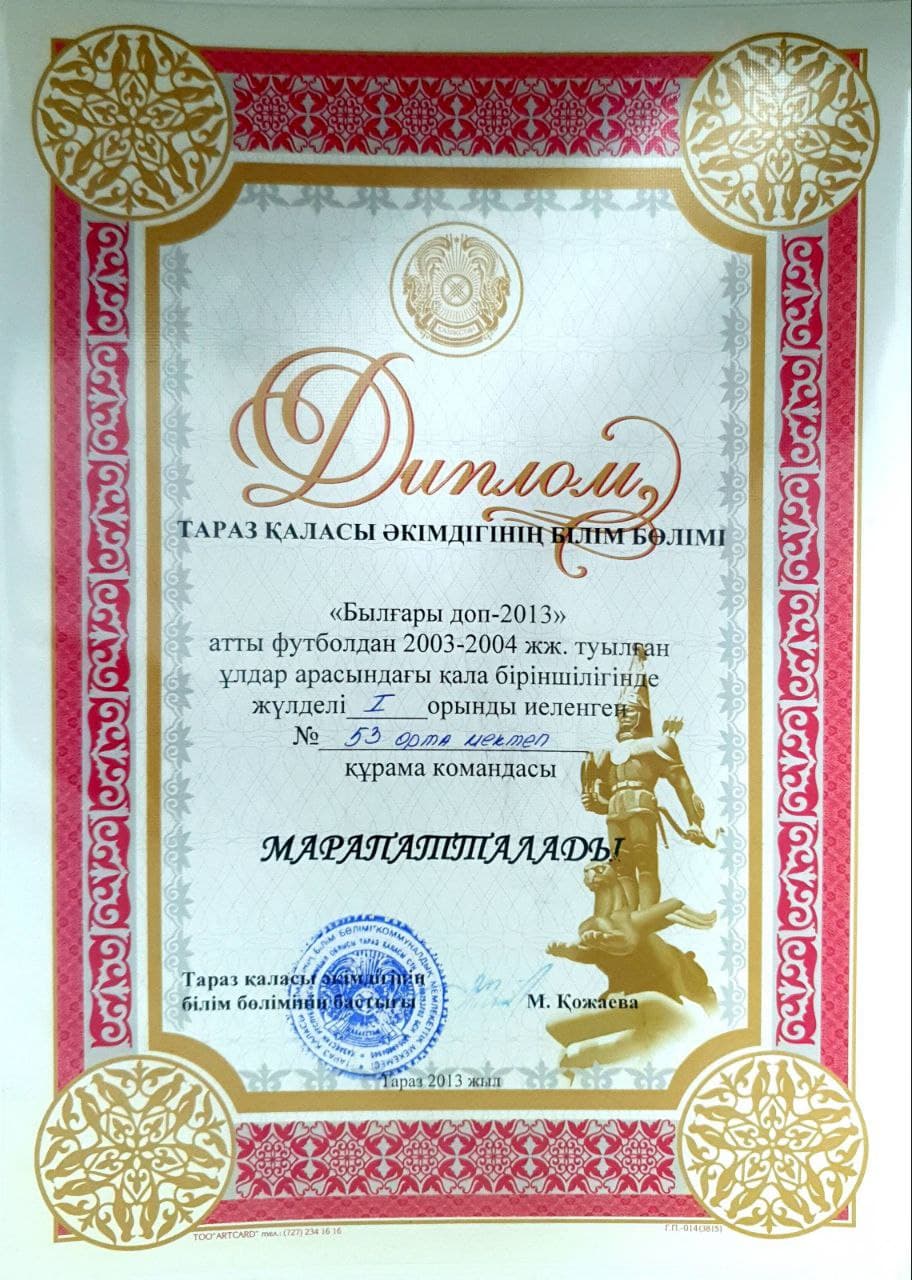 ҚАЗАҚСТАН
Диплом
ТАРАЗ ҚАЛАСЫ ӘКІМДІГІНІҢ БІЛІМ БӨЛІМІ
«Былғары доп-2013»
атты футболдан 2003-2004 жж. туылған
ұлдар арасындағы қала біріншілігінде
жүлделі I орынды иеленген
№ 53 орта мектеп
құрама командасы
МАРАПАТТАЛАДЫ!
Тараз қаласы әкімдігінің
білім бөлімінің бастығы
М. Қожаева
Тараз 2013 жыл
ТОО"ARTCARD" тел.: (727) 234 16 16
Г.П.-014(3815)